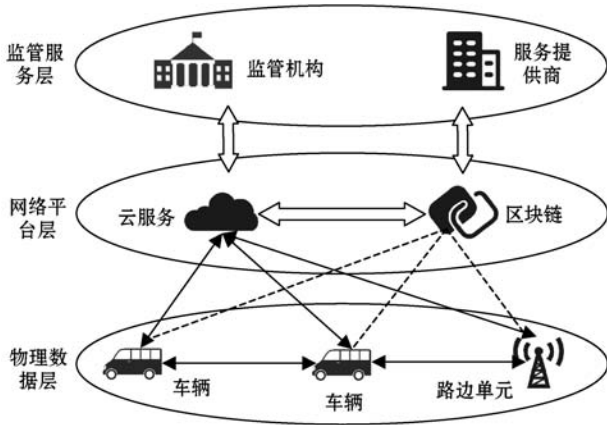 监管服
务层
监管机构
服务提
供商
网络平
台层
云服务
区块链
物理数
据层
车辆
车辆
路边单元